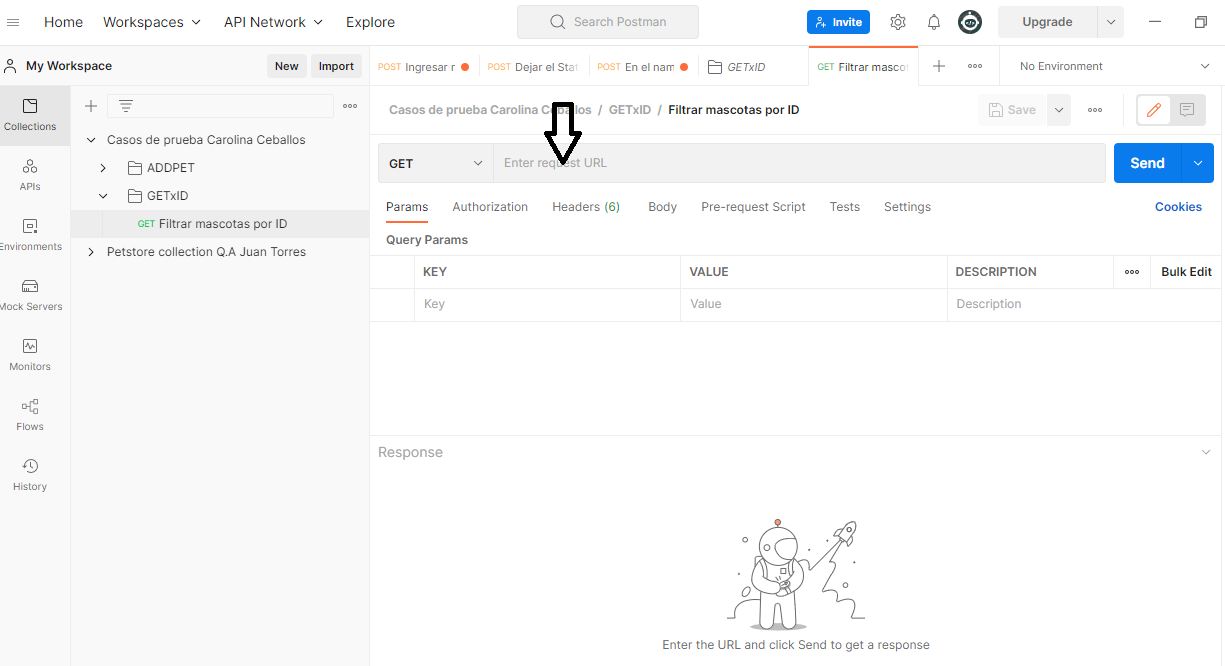 Home Workspaces API Network Explore Search Postman Invite Upgrade
My Workspace New Import
POST Ingresar r POST Dejar el Stat POST En el nam GETxID GET Filtrar mascot No Environment
Collections
APIs
Environments
Mock Servers
Monitors
Flows
History
Casos de prueba Carolina Ceballos
ADDPET
GETxID
GET Filtrar mascotas por ID
Petstore collection Q.A Juan Torres
Casos de prueba Carolina Ceballos / GETxID / Filtrar mascotas por ID Save
GET Enter request URL Send
Params Authorization Headers (6) Body Pre-request Script Tests Settings Cookies
Query Params
KEY VALUE DESCRIPTION Bulk Edit
Key Value Description
Response
Enter the URL and click Send to get a response